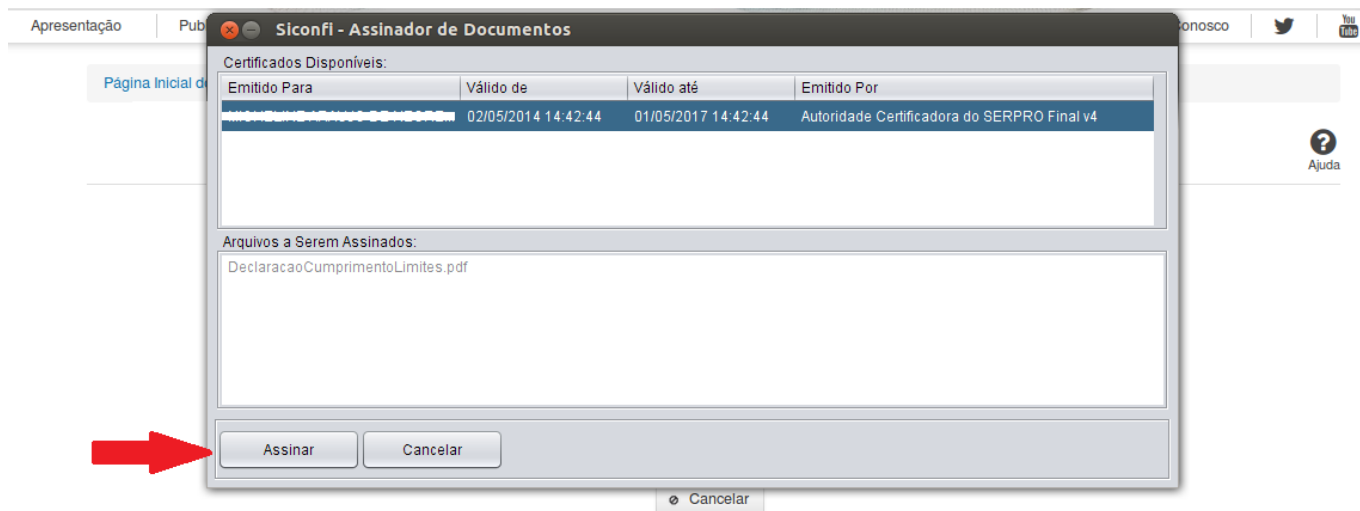 Apresentação Pub Siconfi - Assinador de Documentos onosco You Tube
Certificados Disponíveis:
Página Inicial d Emitido Para Válido de Válido até Emitido Por
02/05/2014 14:42:44 01/05/2017 14:42:44 Autoridade Certificadora do SERPRO Final v4
?
Ajuda
Arquivos a Serem Assinados:
DeclaracaoCumprimentoLimites.pdf
Assinar Cancelar
Cancelar